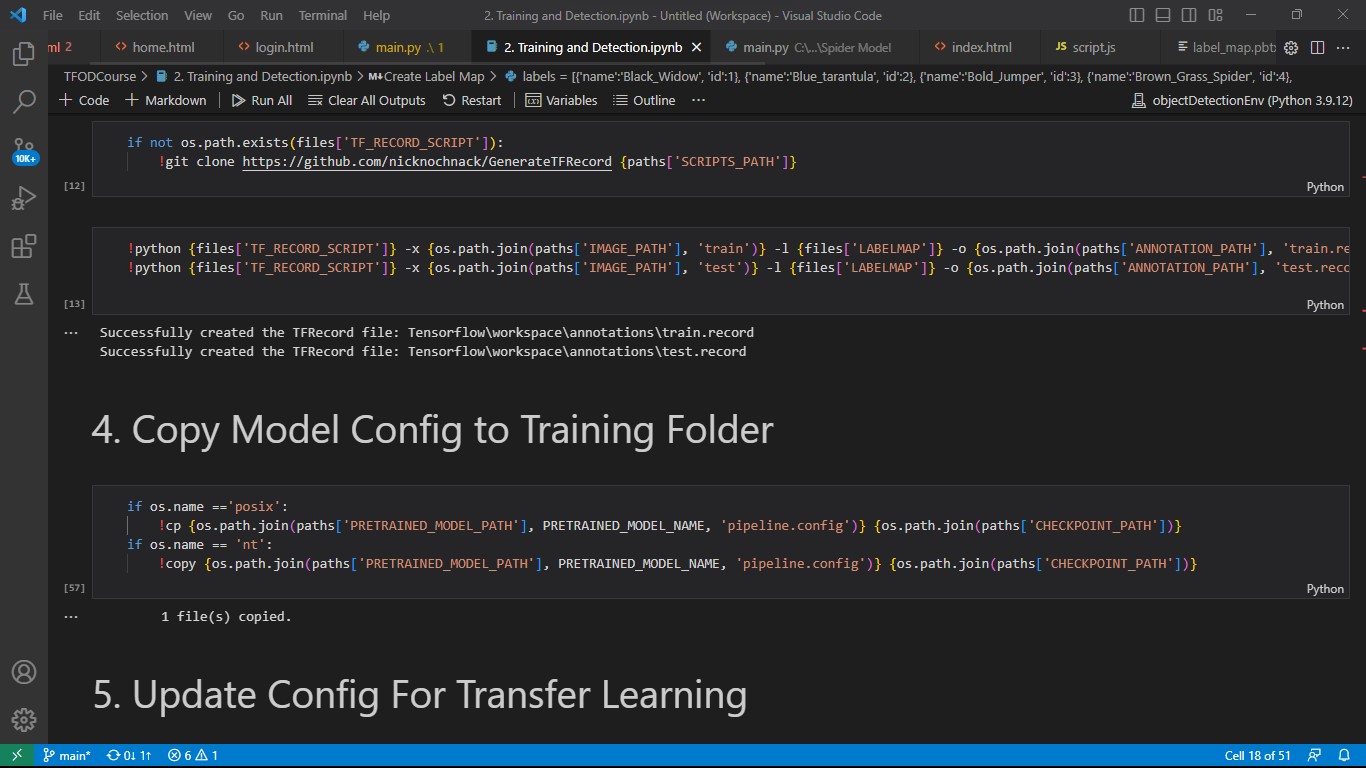 File Edit Selection View Go Run Terminal Help 2. Training and Detection.ipynb - Untitled (Workspace) - Visual Studio Code
ml 2 <> home.html <> login.html main.py .\ 1 2. Training and Detection.ipynb × main.py C:\...\Spider Model <> index.html JS script.js label_map.pbt
TFODCourse > 2. Training and Detection.ipynb > M↓Create Label Map > labels = [{'name':'Black_Widow', 'id':1}, {'name':'Blue_tarantula', 'id':2}, {'name':'Bold_Jumper', 'id':3}, {'name':'Brown_Grass_Spider', 'id':4},
+ Code + Markdown Run All Clear All Outputs Restart Variables Outline ··· objectDetectionEnv (Python 3.9.12)
10K+
if not os.path.exists(files['TF_RECORD_SCRIPT']):
!git clone https://github.com/nicknochnack/GenerateTFRecord {paths['SCRIPTS_PATH']}
[12] Python
!python {files['TF_RECORD_SCRIPT']} -x {os.path.join(paths['IMAGE_PATH'], 'train')} -l {files['LABELMAP']} -o {os.path.join(paths['ANNOTATION_PATH'], 'train.re
!python {files['TF_RECORD_SCRIPT']} -x {os.path.join(paths['IMAGE_PATH'], 'test')} -l {files['LABELMAP']} -o {os.path.join(paths['ANNOTATION_PATH'], 'test.reco
[13] Python
··· Successfully created the TFRecord file: Tensorflow\workspace\annotations\train.record
Successfully created the TFRecord file: Tensorflow\workspace\annotations\test.record
4. Copy Model Config to Training Folder
if os.name =='posix':
!cp {os.path.join(paths['PRETRAINED_MODEL_PATH'], PRETRAINED_MODEL_NAME, 'pipeline.config')} {os.path.join(paths['CHECKPOINT_PATH'])}
if os.name == 'nt':
!copy {os.path.join(paths['PRETRAINED_MODEL_PATH'], PRETRAINED_MODEL_NAME, 'pipeline.config')} {os.path.join(paths['CHECKPOINT_PATH'])}
[57] Python
··· 1 file(s) copied.
5. Update Config For Transfer Learning
main* 0↓ 1↑ 6 1 Cell 18 of 51